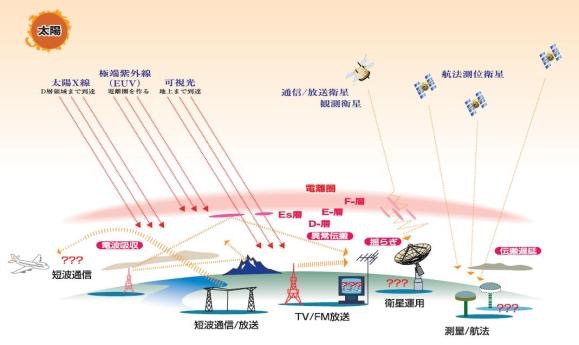 太陽
太陽X線
D層領域まで到達
極端紫外線
（EUV）
電離圏を作る
可視光
地上まで到達
通信/放送衛星
観測衛星
航法測位衛星
電離圏
F-層
E-層
Es層
D-層
異常伝搬
電波吸収
揺らぎ
伝搬遅延
???
短波通信
???
短波通信/放送
???
TV/FM放送
???
衛星運用
???
測量/航法